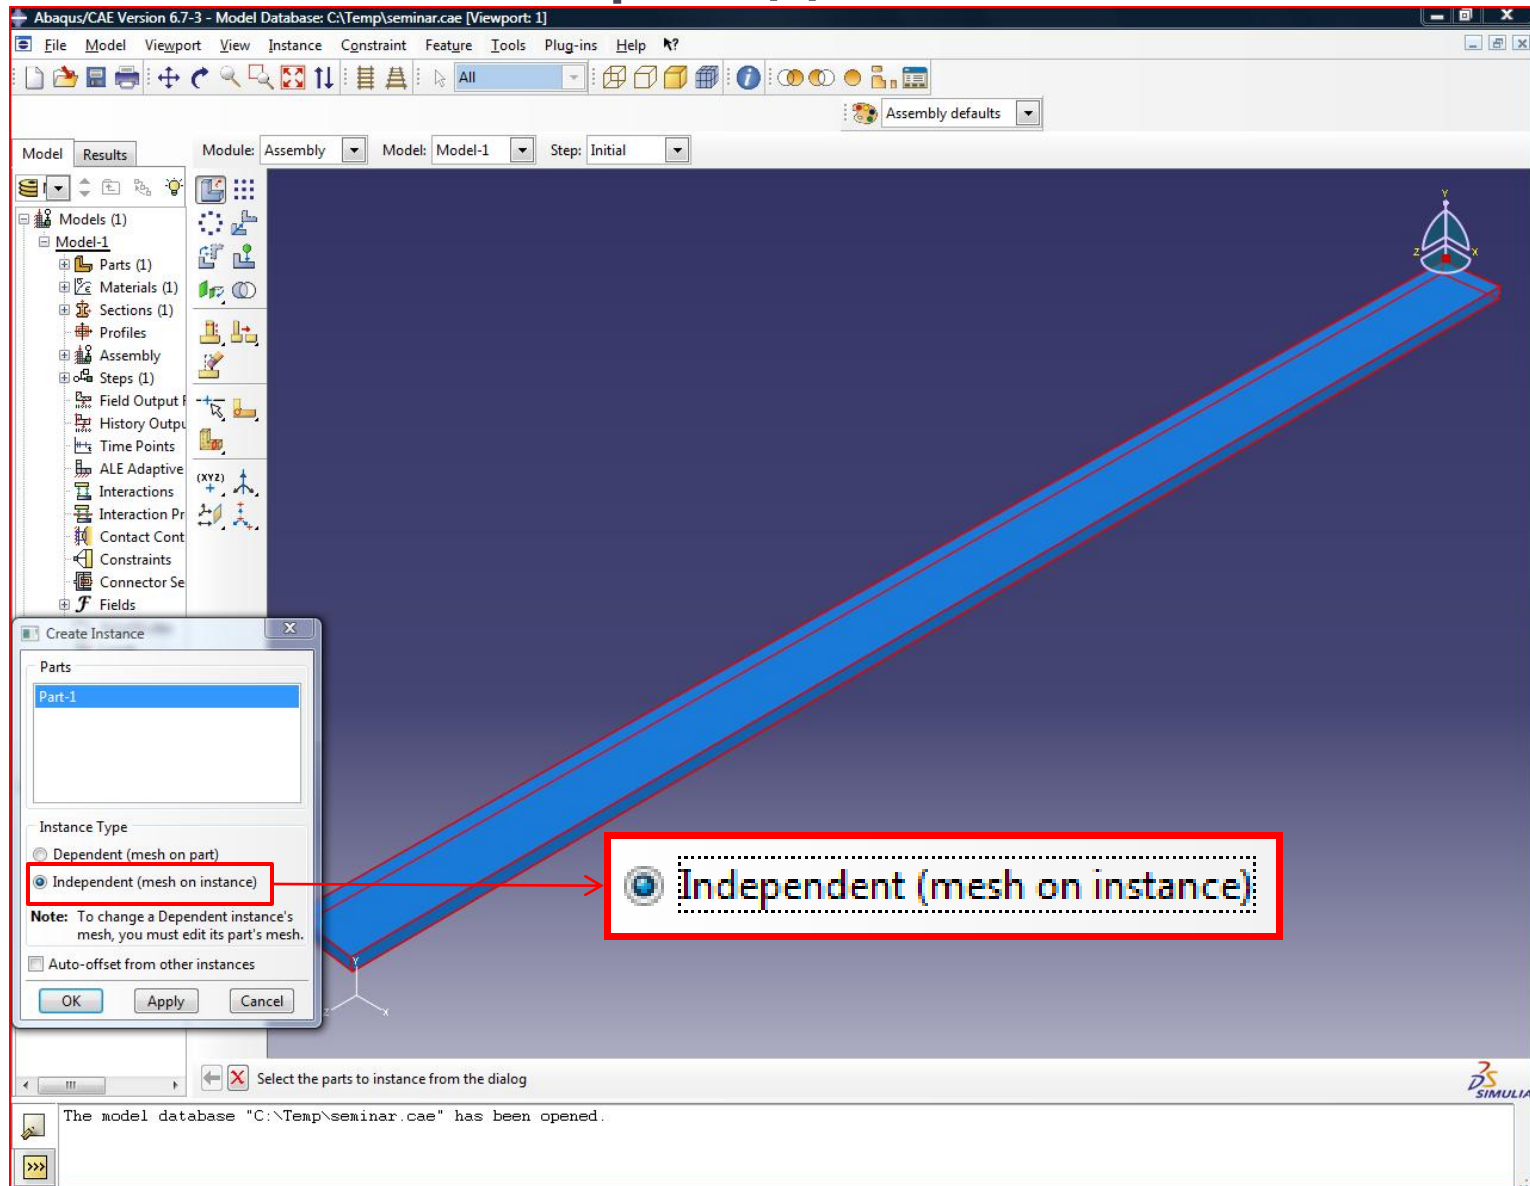 Abaqus/CAE Version 6.7-3 - Model Database: C:\Temp\seminar.cae [Viewport: 1]
File Model Viewport View Instance Constraint Feature Tools Plug-ins Help
All
Assembly defaults
Model Results Module: Assembly Model: Model-1 Step: Initial
Models (1)
Model-1
Parts (1)
Materials (1)
Sections (1)
Profiles
Assembly
Steps (1)
Field Output
History Outpu
Time Points
ALE Adaptive
Interactions
Interaction Pr
Contact Cont
Constraints
Connector Se
Fields
(XYZ)
Y
Z X
Create Instance
Parts
Part-1
Instance Type
Dependent (mesh on part)
Independent (mesh on instance)
Note: To change a Dependent instance's
mesh, you must edit its part's mesh.
Auto-offset from other instances
OK Apply Cancel
Independent (mesh on instance)
Y
Z X
Select the parts to instance from the dialog
SIMULIA
The model database "C:\Temp\seminar.cae" has been opened.
>>>